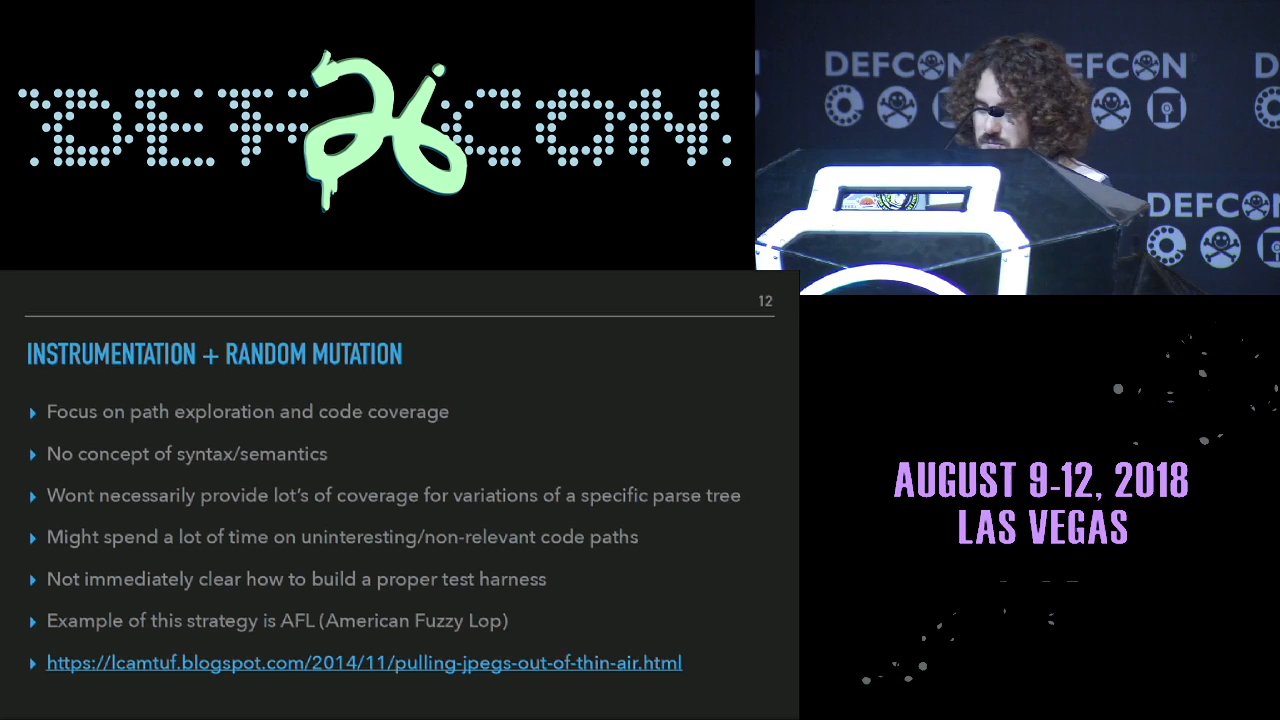 DEF 26 CON
DEFCON
DEFCON
DEFCON
12
INSTRUMENTATION + RANDOM MUTATION
Focus on path exploration and code coverage
No concept of syntax/semantics
Wont necessarily provide lot's of coverage for variations of a specific parse tree
Might spend a lot of time on uninteresting/non-relevant code paths
Not immediately clear how to build a proper test harness
Example of this strategy is AFL (American Fuzzy Lop)
https://lcamtuf.blogspot.com/2014/11/pulling-jpegs-out-of-thin-air.html
AUGUST 9-12, 2018
LAS VEGAS